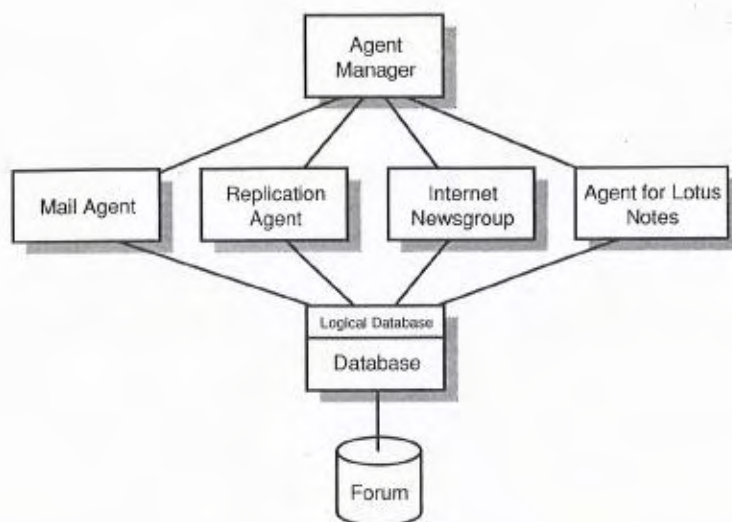 Agent
Manager
Mail Agent
Replication
Agent
Internet
Newsgroup
Agent for Lotus
Notes
Logical Database
Database
Forum